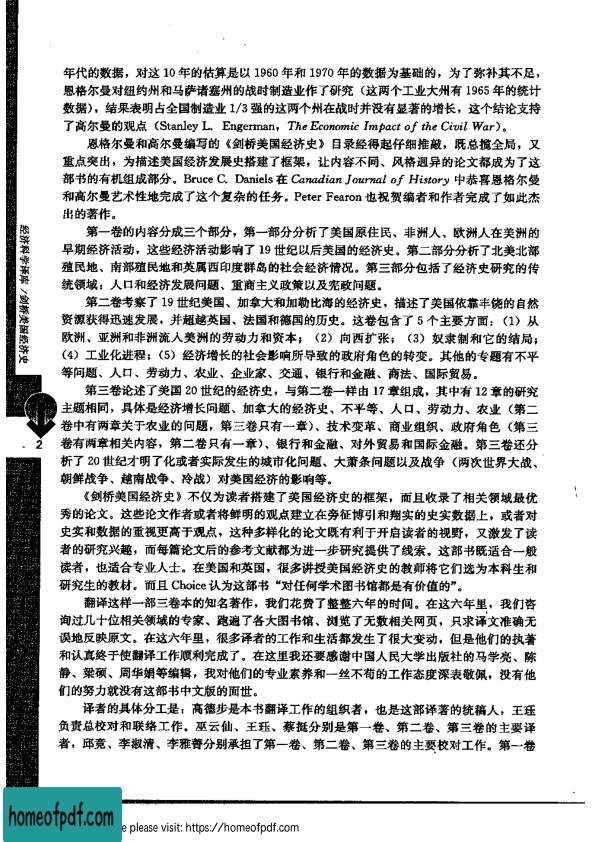 年代的数据，对这 10 年的估算是以 1960 年和 1970 年的数据为基础的，为了弥补其不足，
恩格尔曼对纽约州和马萨诸塞州的战时制造业作了研究（这两个工业大州有 1965 年的统计
数据），结果表明占全国制造业 1/3 强的这两个州在战时并没有显著的增长，这个结论支持
了高尔曼的观点（Stanley L. Engerman，The Economic Impact of the Civil War）。
恩格尔曼和高尔曼编写的《剑桥美国经济史》目录经得起仔细推敲，既总揽全局，又
重点突出，为描述美国经济发展史搭建了框架，让内容不同、风格迥异的论文都成为了这
部书的有机组成部分。Bruce C. Daniels 在 Canadian Journal of History 中恭喜恩格尔曼
和高尔曼艺术性地完成了这个复杂的任务。Peter Fearon 也祝贺编者和作者完成了如此杰
出的著作。
第一卷的内容分成三个部分，第一部分分析了美国原住民、非洲人、欧洲人在美洲的
早期经济活动，这些经济活动影响了 19 世纪以后美国的经济史。第二部分分析了北美北部
殖民地、南部殖民地和英属西印度群岛的社会经济情况。第三部分包括了经济史研究的传
统领域：人口和经济发展问题、重商主义政策以及宪政问题。
第二卷考察了 19 世纪美国、加拿大和加勒比海的经济史，描述了美国依靠丰饶的自然
资源获得迅速发展，并超越英国、法国和德国的历史。这卷包含了 5 个主要方面：（1）从
欧洲、亚洲和非洲流入美洲的劳动力和资本；（2）向西扩张；（3）奴隶制和它的结局；
（4）工业化进程；（5）经济增长的社会影响所导致的政府角色的转变。其他的专题有不平
等问题、人口、劳动力、农业、企业家、交通、银行和金融、商法、国际贸易。
第三卷论述了美国 20 世纪的经济史，与第二卷一样由 17 章组成，其中有 12 章的研究
主题相同，具体是经济增长问题、加拿大的经济史、不平等、人口、劳动力、农业（第二
卷中有两章关于农业的问题，第三卷只有一章）、技术变革、商业组织、政府角色（第三
卷有两章相关内容，第二卷只有一章）、银行和金融、对外贸易和国际金融。第三卷还分
析了 20 世纪才明了化或者实际发生的城市化问题、大萧条问题以及战争（两次世界大战、
朝鲜战争、越南战争、冷战）对美国经济的影响等。
《剑桥美国经济史》不仅为读者搭建了美国经济史的框架，而且收录了相关领域最优
秀的论文。这些论文作者或者将鲜明的观点建立在旁征博引和翔实的史实数据上，或者对
史实和数据的重视更高于观点，这种多样化的论文既有利于开启读者的视野，又激发了读
者的研究兴趣，而每篇论文后的参考文献都为进一步研究提供了线索。这部书既适合一般
读者，也适合专业人士。在美国和英国，很多讲授美国经济史的教师将它们选为本科生和
研究生的教材。而且 Choice 认为这部书“对任何学术图书馆都是有价值的”。
翻译这样一部三卷本的知名著作，我们花费了整整六年的时间。在这六年里，我们咨
询过几十位相关领域的专家、跑遍了各大图书馆、浏览了无数相关网页，只求译文准确无
误地反映原文。在这六年里，很多译者的工作和生活都发生了很大变动，但是他们的执著
和认真终于使翻译工作顺利完成了。在这里我还要感谢中国人民大学出版社的马学亮、陈
静、梁硕、周华娟等编辑，我对他们的专业素养和一丝不苟的工作态度深表敬佩，没有他
们的努力就没有这部书中文版的面世。
译者的具体分工是：高德步是本书翻译工作的组织者，也是这部译著的统稿人，王珏
负责总校对和联络工作。巫云仙、王珏、蔡挺分别是第一卷、第二卷、第三卷的主要译
者，邱竞、李淑清、李雅菁分别承担了第一卷、第二卷、第三卷的主要校对工作。第一卷
经济科学译库/剑桥美国经济史
2
homeofpdf.com
e please visit: https://homeofpdf.com